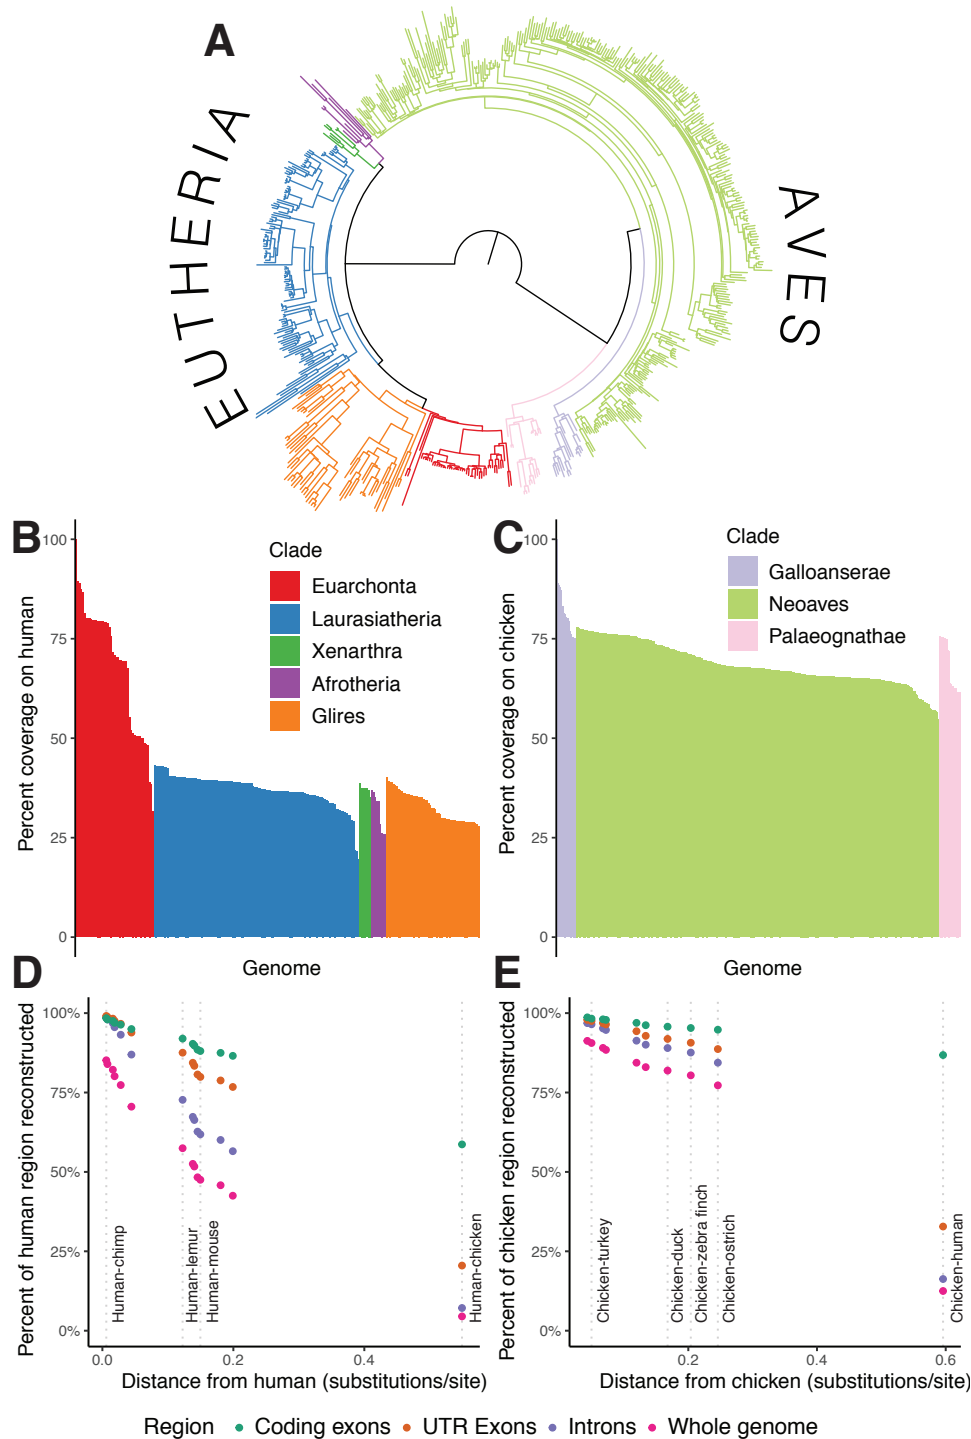 A
EUTHERIA
AVES
B
Percent coverage on human
100
75
50
25
0
Clade
Euarchonta
Laurasiatheria
Xenarthra
Afrotheria
Glires
Genome
C
Percent coverage on chicken
100
75
50
25
0
Clade
Galloanserae
Neoaves
Palaeognathae
Genome
D
Percent of human region reconstructed
100%
75%
50%
25%
0%
Human-chimp
Human-lemur
Human-mouse
Human-chicken
0.0
0.2
0.4
Distance from human (substitutions/site)
E
Percent of chicken region reconstructed
100%
75%
50%
25%
0%
Chicken-turkey
Chicken-duck
Chicken-zebra finch
Chicken-ostrich
Chicken-human
0.2
0.4
0.6
Distance from chicken (substitutions/site)
Region Coding exons UTR Exons Introns Whole genome